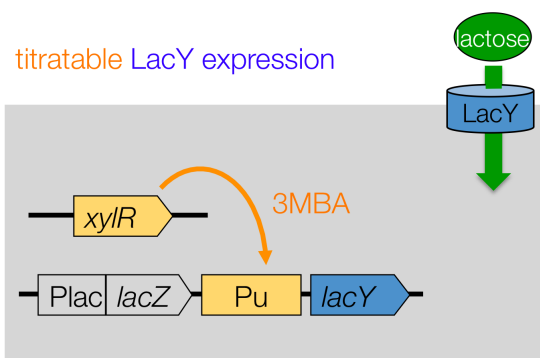 lactose
titratable LacY expression
LacY
xylR
3MBA
Plac lacZ Pu lacY